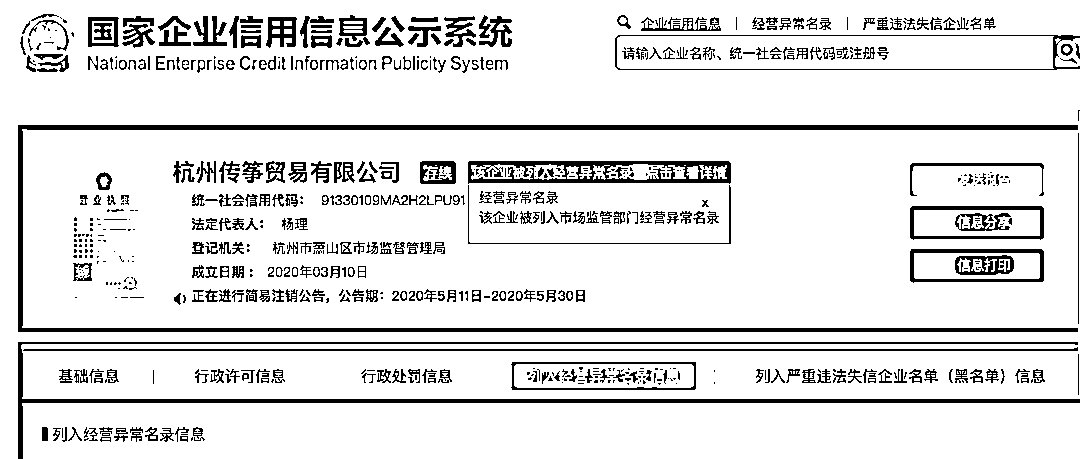 国家企业信用信息公示系统
National Enterprise Credit Information Publicity System
企业信用信息 | 经营异常名录 | 严重违法失信企业名单
请输入企业名称、统一社会信用代码或注册号
杭州传筝贸易有限公司 存续 该企业被列入经营异常名录 点击查看详情
营业执照
经营异常名录 x
该企业被列入市场监管部门经营异常名录
统一社会信用代码： 91330109MA2H2LPU91
法定代表人： 杨理
登记机关： 杭州市萧山区市场监督管理局
成立日期： 2020年03月10日
正在进行简易注销公告，公告期：2020年5月11日-2020年5月30日
发送报告
信息分享
信息打印
基础信息 | 行政许可信息 行政处罚信息 列入经营异常名录信息 | 列入严重违法失信企业名单（黑名单）信息
列入经营异常名录信息